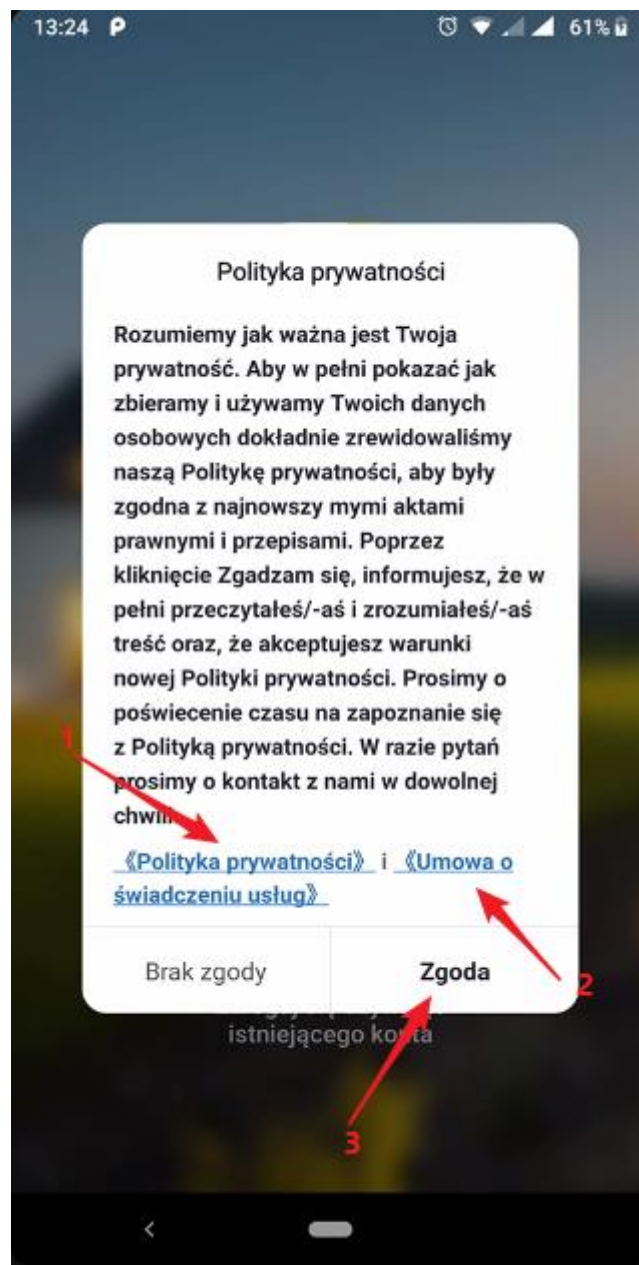 13:24 P 61%
Polityka prywatności
Rozumiemy jak ważna jest Twoja
prywatność. Aby w pełni pokazać jak
zbieramy i używamy Twoich danych
osobowych dokładnie zrewidowaliśmy
naszą Politykę prywatności, aby były
zgodna z najnowszy mymi aktami
prawnymi i przepisami. Poprzez
kliknięcie Zgadzam się, informujesz, że w
pełni przeczytałeś/-aś i zrozumiałeś/-aś
treść oraz, że akceptujesz warunki
nowej Polityki prywatności. Prosimy o
poświecenie czasu na zapoznanie się
1
z Polityką prywatności. W razie pytań
prosimy o kontakt z nami w dowolnej
chwili
《Polityka prywatności》 i 《Umowa o
świadczeniu usług》
Brak zgody Zgoda
2
istniejącego konta
3